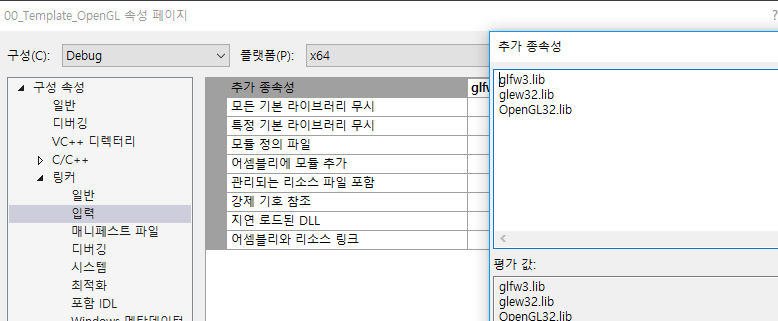 00_Template_OpenGL 속성 페이지
?
구성(C): Debug 플랫폼(P): x64
구성 속성
일반
디버깅
VC++ 디렉터리
C/C++
링커
일반
입력
매니페스트 파일
디버깅
시스템
최적화
포함 IDL
Windows 메타데이터
추가 종속성 glfw
모든 기본 라이브러리 무시
특정 기본 라이브러리 무시
모듈 정의 파일
어셈블리에 모듈 추가
관리되는 리소스 파일 포함
강제 기호 참조
지연 로드된 DLL
어셈블리와 리소스 링크
추가 종속성
glfw3.lib
glew32.lib
OpenGL32.lib
평가 값:
glfw3.lib
glew32.lib
OpenGL32.lib